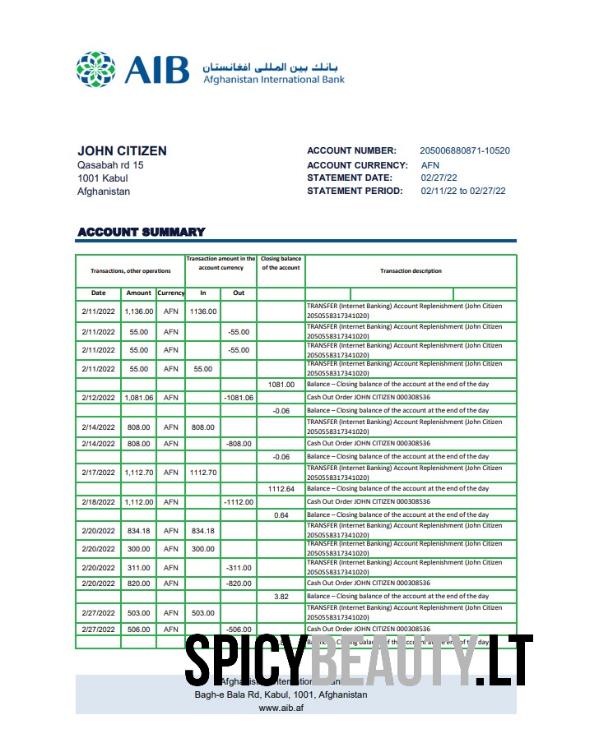 AIB
بانک بین المللی افغانستان
Afghanistan International Bank
JOHN CITIZEN
Qasabah rd 15
1001 Kabul
Afghanistan
ACCOUNT NUMBER: 205006880871-10520
ACCOUNT CURRENCY: AFN
STATEMENT DATE: 02/27/22
STATEMENT PERIOD: 02/11/22 to 02/27/22
ACCOUNT SUMMARY
Transactions, other operations Transaction amount in the account currency Closing balance of the account Transaction description
Date Amount Currency In Out
2/11/2022 1,136.00 AFN 1136.00 TRANSFER (Internet Banking) Account Replenishment (John Citizen 2050558317341020)
2/11/2022 55.00 AFN -55.00 TRANSFER (Internet Banking) Account Replenishment (John Citizen 2050558317341020)
2/11/2022 55.00 AFN -55.00 TRANSFER (Internet Banking) Account Replenishment (John Citizen 2050558317341020)
2/11/2022 55.00 AFN 55.00 TRANSFER (Internet Banking) Account Replenishment (John Citizen 2050558317341020)
1081.00 Balance – Closing balance of the account at the end of the day
2/12/2022 1,081.06 AFN -1081.06 Cash Out Order JOHN CITIZEN 000308536
-0.06 Balance – Closing balance of the account at the end of the day
2/14/2022 808.00 AFN 808.00 TRANSFER (Internet Banking) Account Replenishment (John Citizen 2050558317341020)
2/14/2022 808.00 AFN -808.00 Cash Out Order JOHN CITIZEN 000308536
-0.06 Balance – Closing balance of the account at the end of the day
2/17/2022 1,112.70 AFN 1112.70 TRANSFER (Internet Banking) Account Replenishment (John Citizen 2050558317341020)
1112.64 Balance – Closing balance of the account at the end of the day
2/18/2022 1,112.00 AFN -1112.00 Cash Out Order JOHN CITIZEN 000308536
0.64 Balance – Closing balance of the account at the end of the day
2/20/2022 834.18 AFN 834.18 TRANSFER (Internet Banking) Account Replenishment (John Citizen 2050558317341020)
2/20/2022 300.00 AFN 300.00 TRANSFER (Internet Banking) Account Replenishment (John Citizen 2050558317341020)
2/20/2022 311.00 AFN -311.00 TRANSFER (Internet Banking) Account Replenishment (John Citizen 2050558317341020)
2/20/2022 820.00 AFN -820.00 Cash Out Order JOHN CITIZEN 000308536
3.82 Balance – Closing balance of the account at the end of the day
2/27/2022 503.00 AFN 503.00 TRANSFER (Internet Banking) Account Replenishment (John Citizen 2050558317341020)
2/27/2022 506.00 AFN -506.00 Cash Out Order JOHN CITIZEN 000308536
Closing balance of the account at the end of the day
SPICYBEAUTY.LT
Afghanistan International Bank
Bagh-e Bala Rd, Kabul, 1001, Afghanistan
www.aib.af